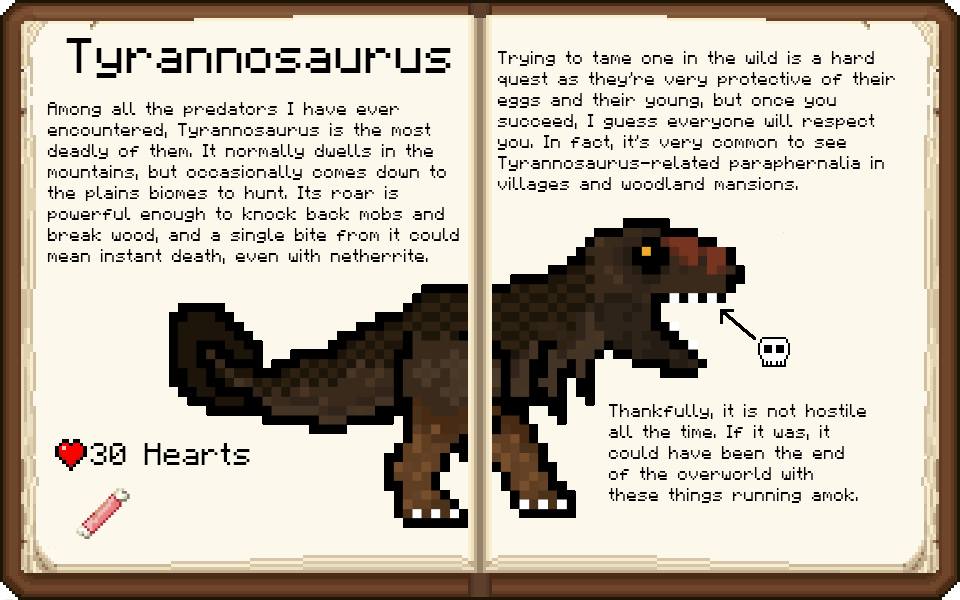 Tyrannosaurus
Among all the predators I have ever
encountered, Tyrannosaurus is the most
deadly of them. It normally dwells in the
mountains, but occasionally comes down to
the plains biomes to hunt. Its roar is
powerful enough to knock back mobs and
break wood, and a single bite from it could
mean instant death, even with netherrite.
30 Hearts
Trying to tame one in the wild is a hard
quest as they're very protective of their
eggs and their young, but once you
succeed, I guess everyone will respect
you. In fact, it's very common to see
Tyrannosaurus-related paraphernalia in
villages and woodland mansions.
Thankfully, it is not hostile
all the time. If it was, it
could have been the end
of the overworld with
these things running amok.